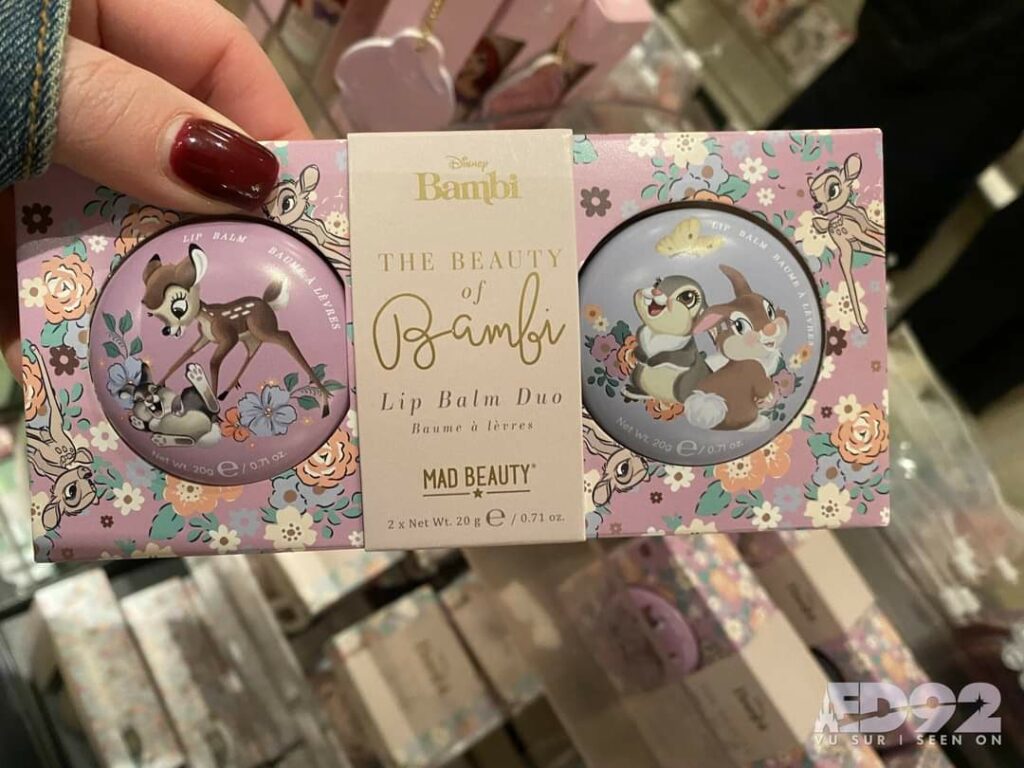 LIP BALM BAUME À LÈVRES
Net Wt. 20g e / 0.71 oz.
Disney
Bambi
THE BEAUTY
of
Bambi
Lip Balm Duo
Baume à lèvres
MAD BEAUTY®
2 x Net Wt. 20 g e / 0.71 oz.
LIP BALM BAUME À LÈVRES
Net Wt. 20g e / 0.71 oz.
ED92
VU SUR | SEEN ON